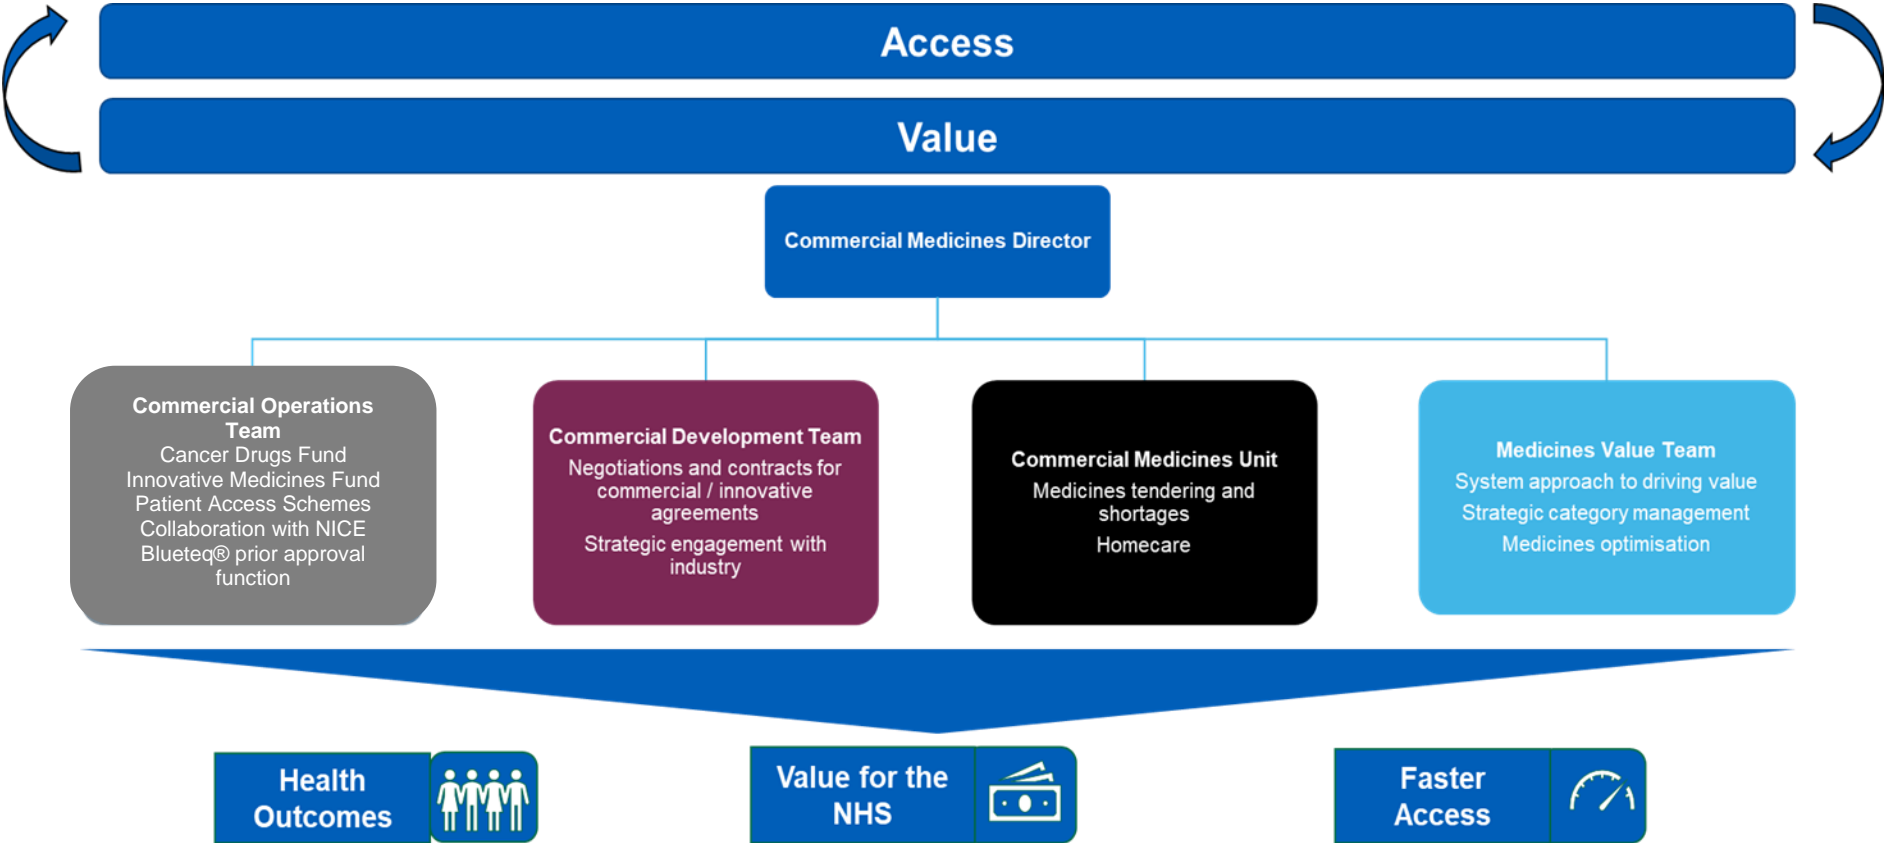 Access
Value
Commercial Medicines Director
Commercial Operations
Team
Cancer Drugs Fund
Innovative Medicines Fund
Patient Access Schemes
Collaboration with NICE
Blueteq® prior approval
function
Commercial Development Team
Negotiations and contracts for
commercial / innovative
agreements
Strategic engagement with
industry
Commercial Medicines Unit
Medicines tendering and
shortages
Homecare
Medicines Value Team
System approach to driving value
Strategic category management
Medicines optimisation
Health
Outcomes
Value for the
NHS
Faster
Access